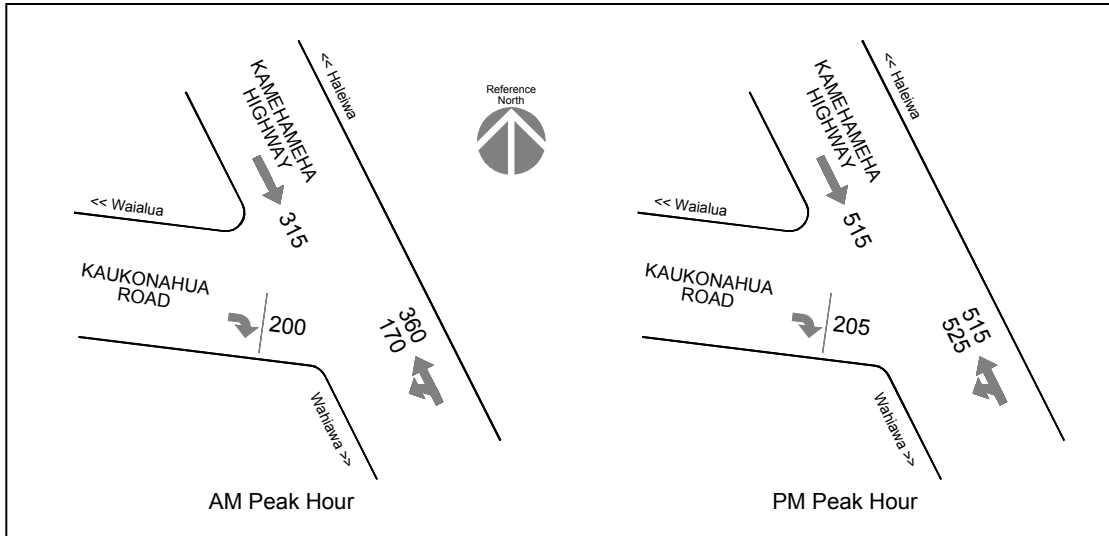 << Haleiwa
KAMEHAMEHA
HIGHWAY
315
<< Waialua
KAUKONAHUA
ROAD
200
360
170
Wahiawa >>
AM Peak Hour
Reference
North
<< Haleiwa
KAMEHAMEHA
HIGHWAY
515
<< Waialua
KAUKONAHUA
ROAD
205
515
525
Wahiawa >>
PM Peak Hour